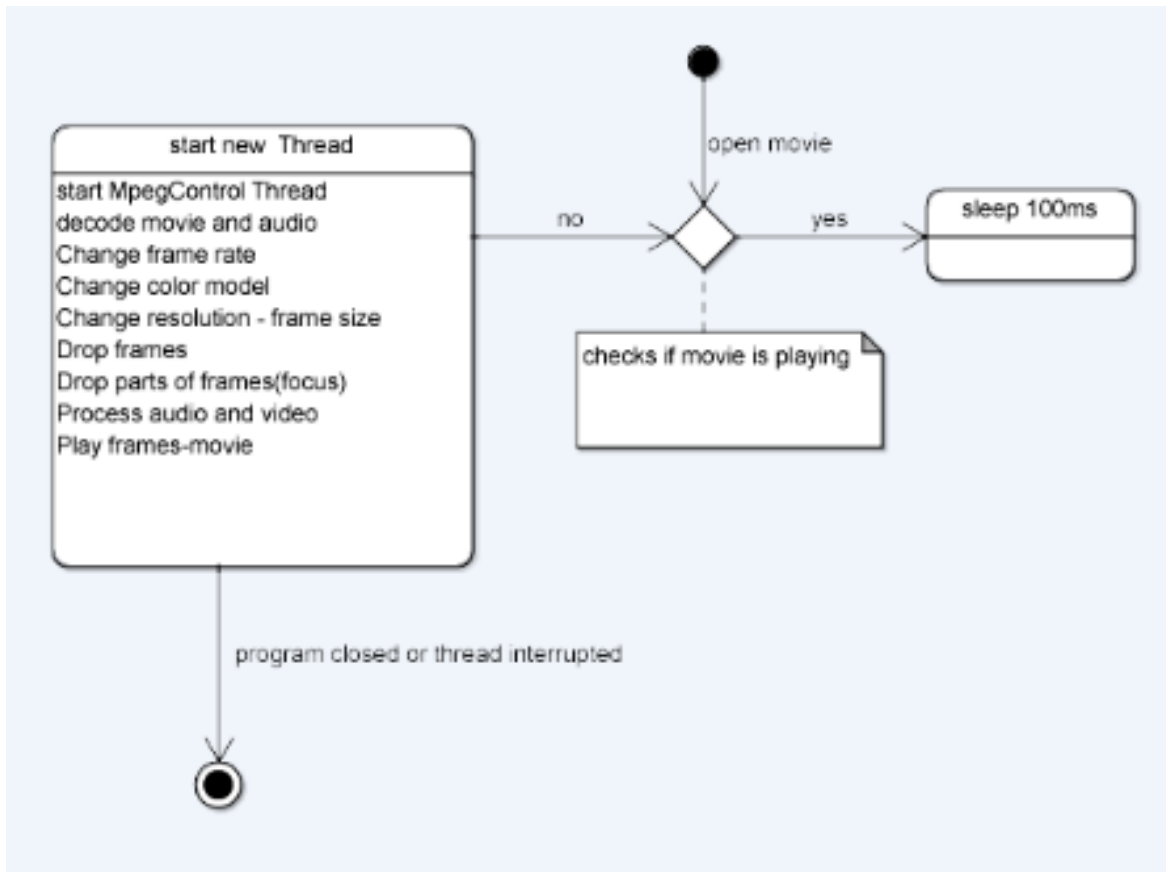 open movie
start new Thread
start MpegControl Thread
decode movie and audio
Change frame rate
Change color model
Change resolution - frame size
Drop frames
Drop parts of frames(focus)
Process audio and video
Play frames-movie
no
yes
sleep 100ms
checks if movie is playing
program closed or thread interrupted